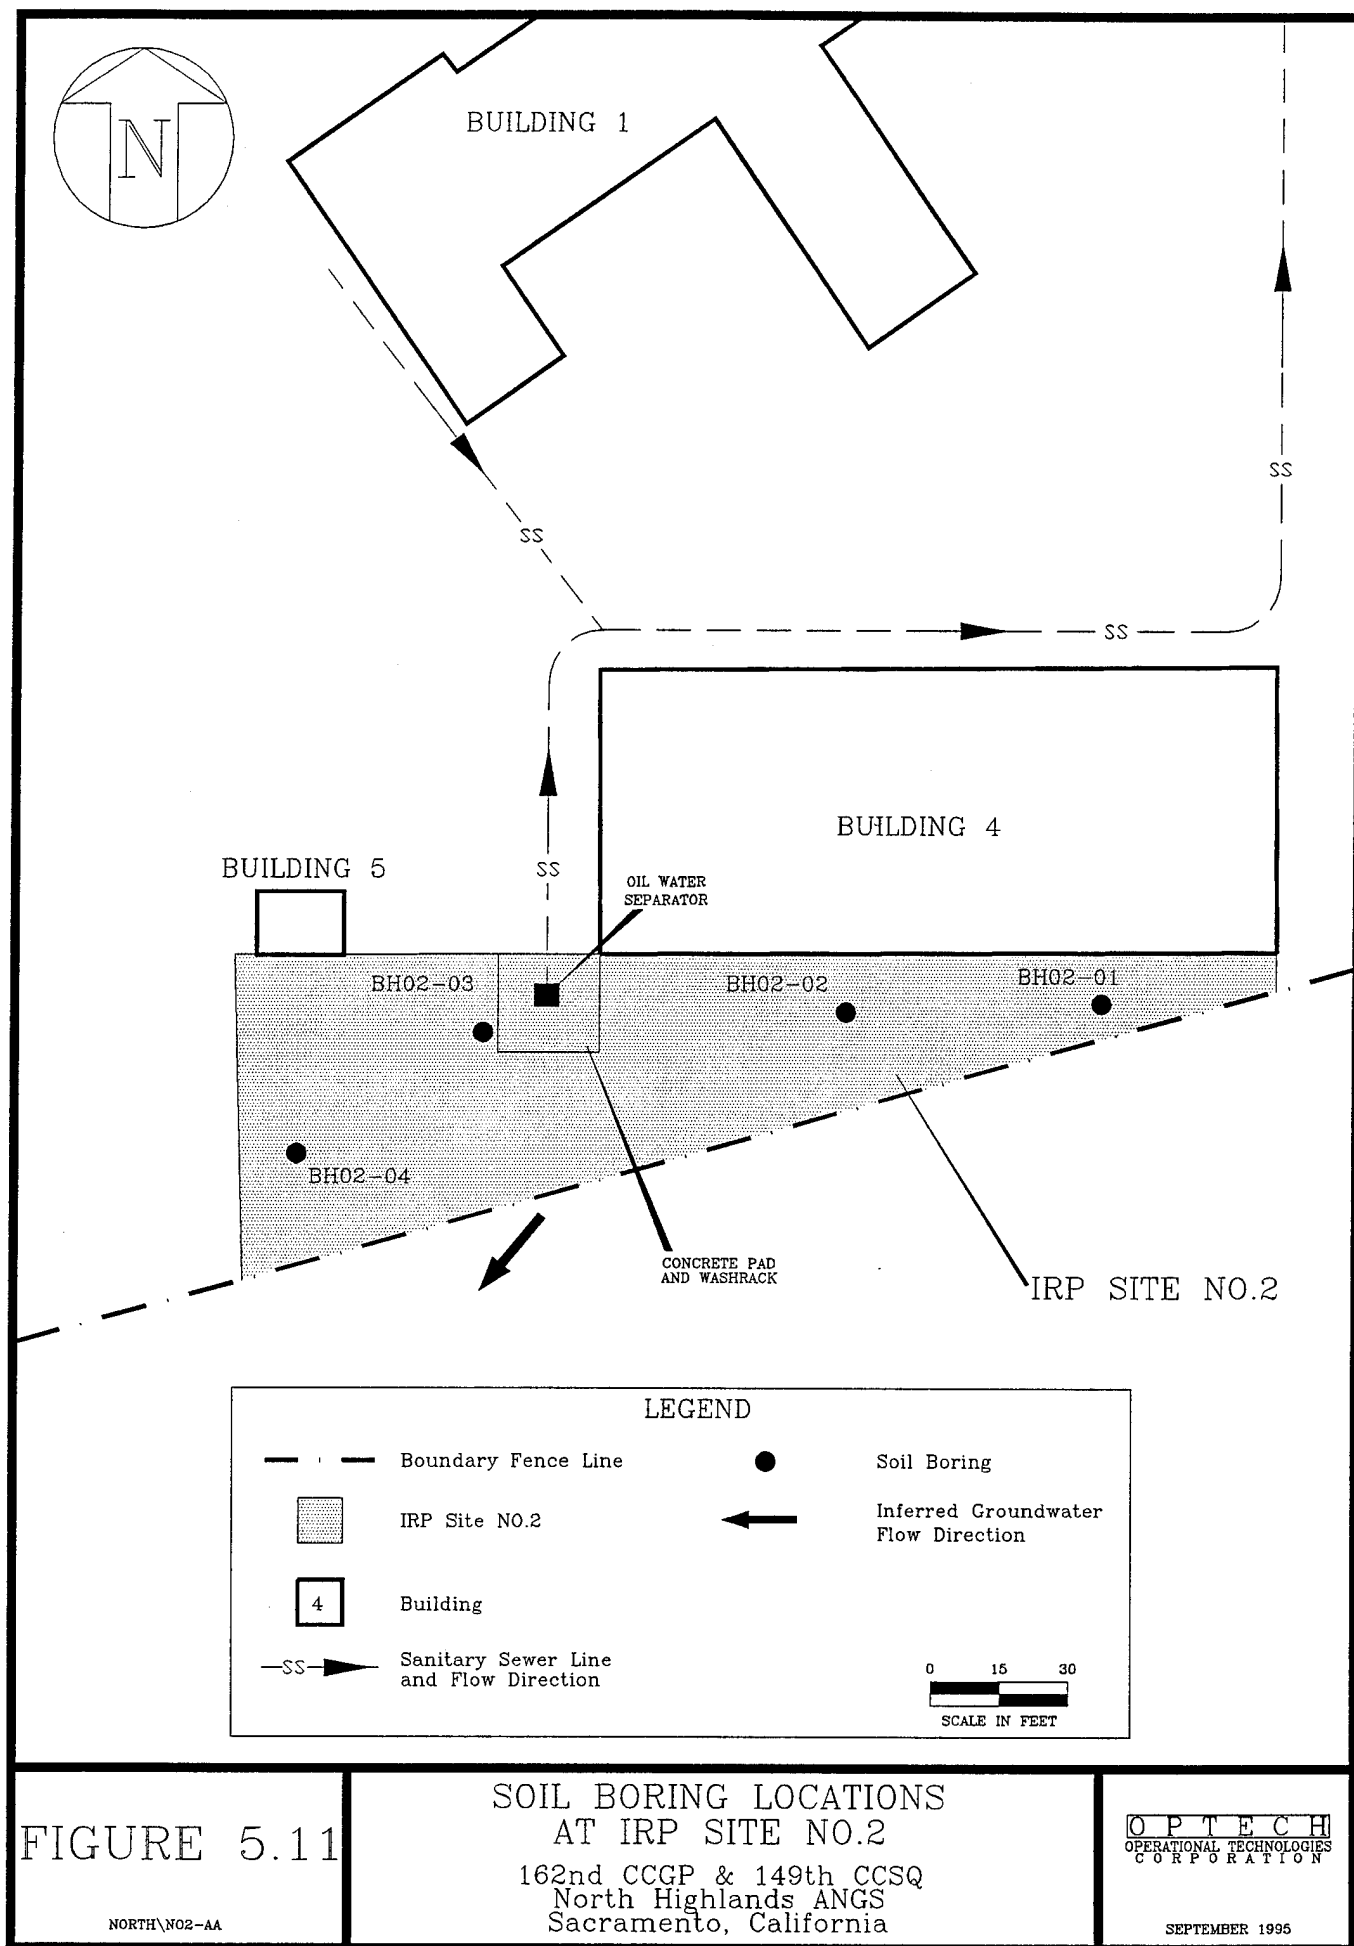 N
BUILDING 1
SS
SS
SS
BUILDING 4
BUILDING 5
SS
OIL WATER
SEPARATOR
BH02-03
BH02-02
BH02-01
BH02-04
CONCRETE PAD
AND WASHRACK
IRP SITE NO.2
LEGEND
Boundary Fence Line
Soil Boring
IRP Site NO.2
Inferred Groundwater
Flow Direction
4
Building
SS
Sanitary Sewer Line
and Flow Direction
0 15 30
SCALE IN FEET
FIGURE 5.11
NORTH\NO2-AA
SOIL BORING LOCATIONS
AT IRP SITE NO.2
162nd CCGP & 149th CCSQ
North Highlands ANGS
Sacramento, California
OPTECH
OPERATIONAL TECHNOLOGIES
CORPORATION
SEPTEMBER 1995